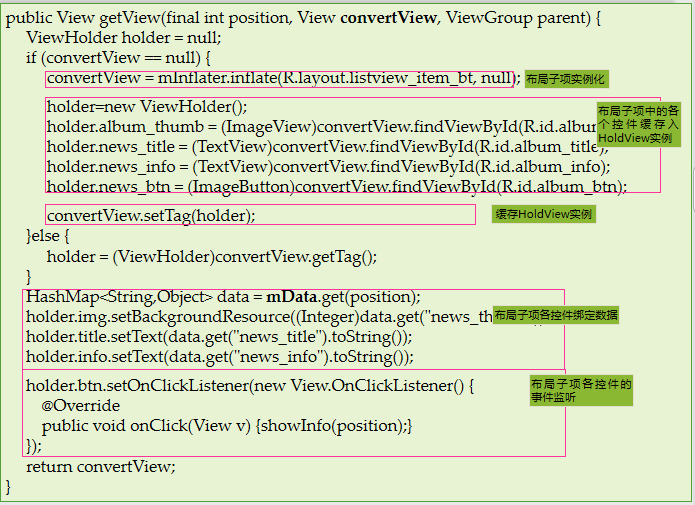 public View getView(final int position, View convertView, ViewGroup parent) {
ViewHolder holder = null;
if (convertView == null) {
convertView = mInflater.inflate(R.layout.listview_item_bt, null);
布局子项实例化
holder=new ViewHolder();
holder.album_thumb = (ImageView)convertView.findViewById(R.id.albu
holder.news_title = (TextView)convertView.findViewById(R.id.album_title);
holder.news_info = (TextView)convertView.findViewById(R.id.album_info);
holder.news_btn = (ImageButton)convertView.findViewById(R.id.album_btn);
布局子项中的各
个控件缓存入
HoldView实例
convertView.setTag(holder);
缓存HoldView实例
}else {
holder = (ViewHolder)convertView.getTag();
}
HashMap<String,Object> data = mData.get(position);
holder.img.setBackgroundResource((Integer)data.get("news_th
holder.title.setText(data.get("news_title").toString());
holder.info.setText(data.get("news_info").toString());
布局子项各控件绑定数据
holder.btn.setOnClickListener(new View.OnClickListener() {
@Override
public void onClick(View v) {showInfo(position);}
});
布局子项各控件的
事件监听
return convertView;
}